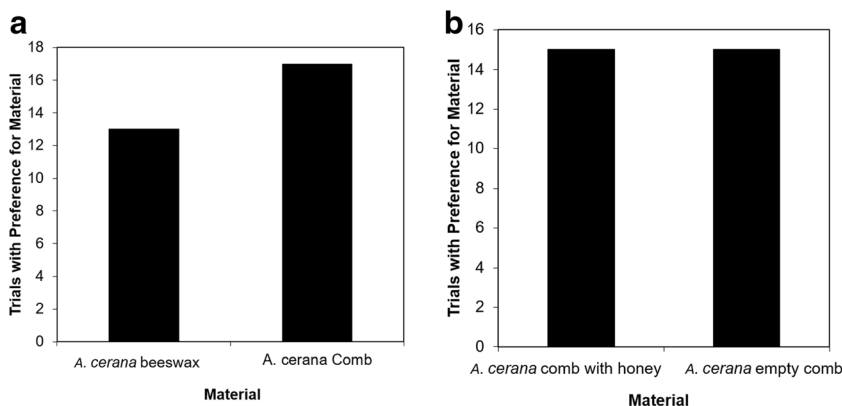 a
Trials with Preference for Material
18
16
14
12
10
8
6
4
2
0
A. cerana beeswax
A. cerana Comb
Material
b
Trials with Preference for Material
16
14
12
10
8
6
4
2
0
A. cerana comb with honey
A. cerana empty comb
Material